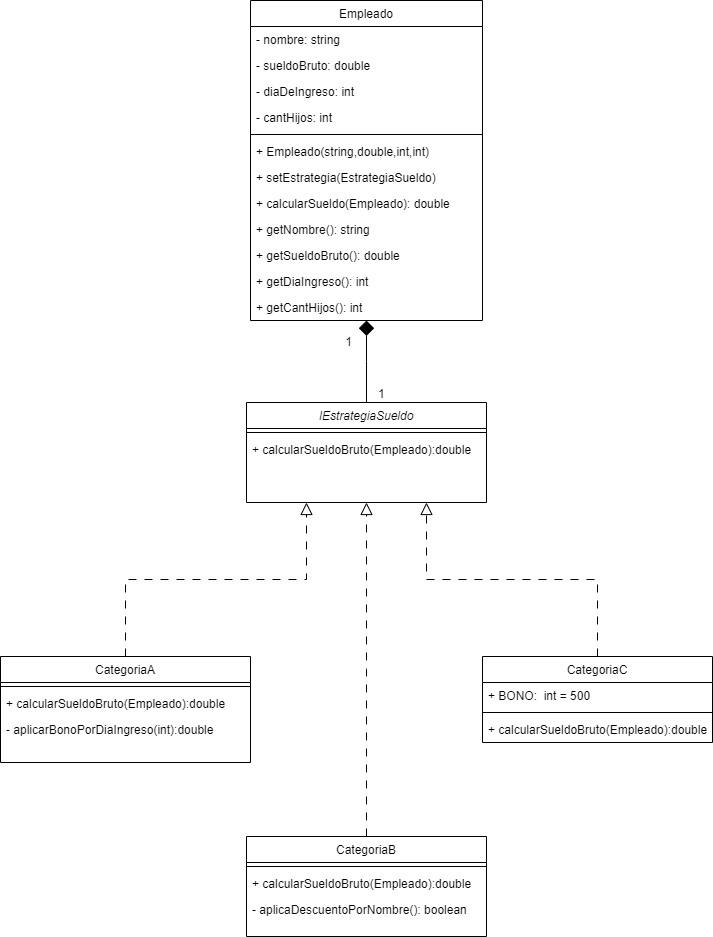 Empleado
- nombre: string
- sueldoBruto: double
- diaDeIngreso: int
- cantHijos: int
+ Empleado(string,double,int,int)
+ setEstrategia(EstrategiaSueldo)
+ calcularSueldo(Empleado): double
+ getNombre(): string
+ getSueldoBruto(): double
+ getDiaIngreso(): int
+ getCantHijos(): int
1
1
IEstrategiaSueldo
+ calcularSueldoBruto(Empleado):double
CategoriaA
+ calcularSueldoBruto(Empleado):double
- aplicarBonoPorDiaIngreso(int):double
CategoriaC
+ BONO:  int = 500
+ calcularSueldoBruto(Empleado):double
CategoriaB
+ calcularSueldoBruto(Empleado):double
- aplicaDescuentoPorNombre(): boolean